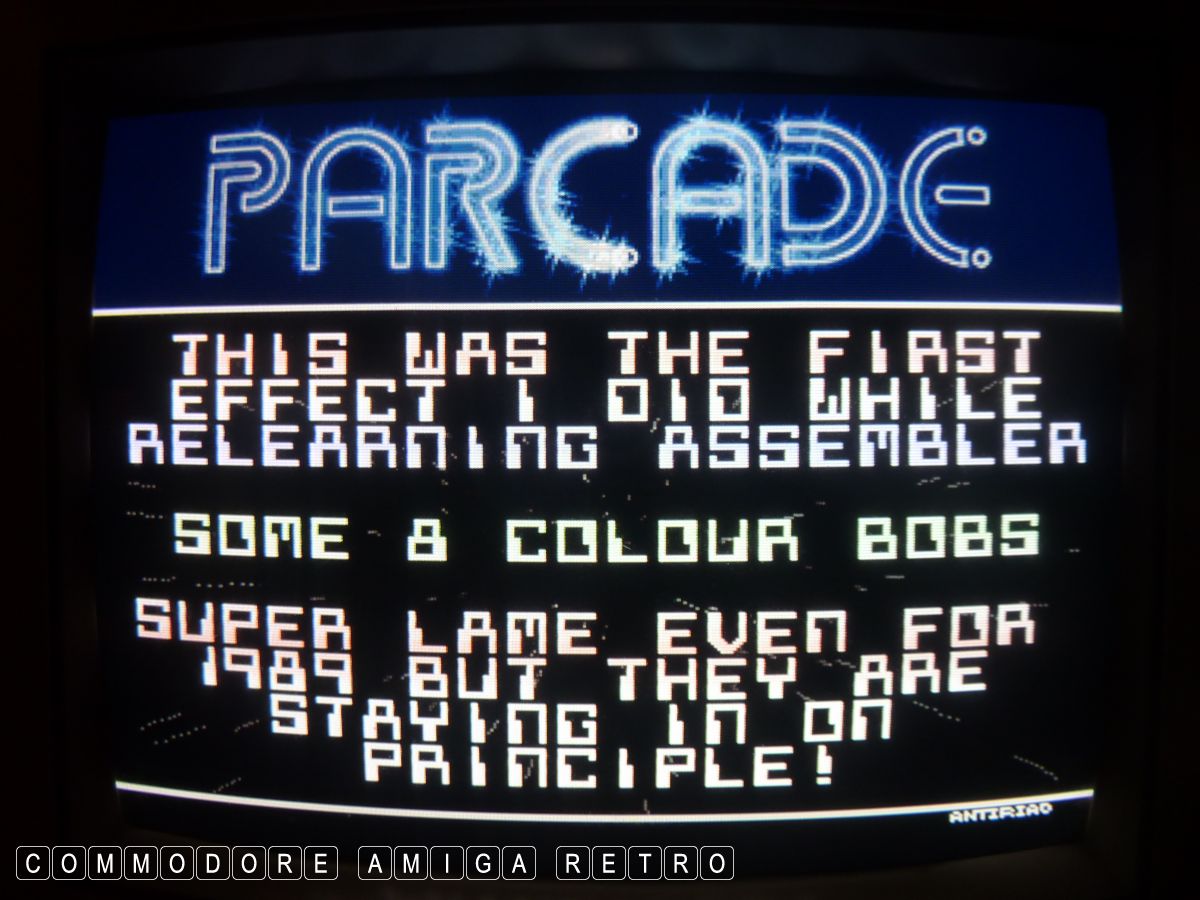 PARCADE
THIS WAS THE FIRST
EFFECT I DID WHILE
RELEARNING ASSEMBLER
SOME 8 COLOUR BOBS
SUPER LAME EVEN FOR
1989 BUT THEY ARE
STAYING IN ON
PRINCIPLE!
ANTIRIAD
COMMODORE AMIGA RETRO